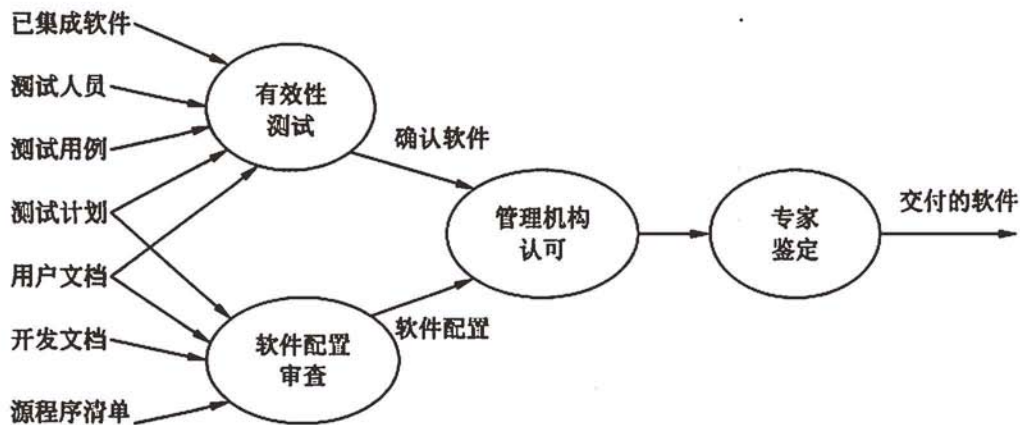 已集成软件
测试人员
测试用例
测试计划
用户文档
开发文档
源程序清单
有效性
测试
确认软件
软件配置
审查
软件配置
管理机构
认可
专家
鉴定
交付的软件